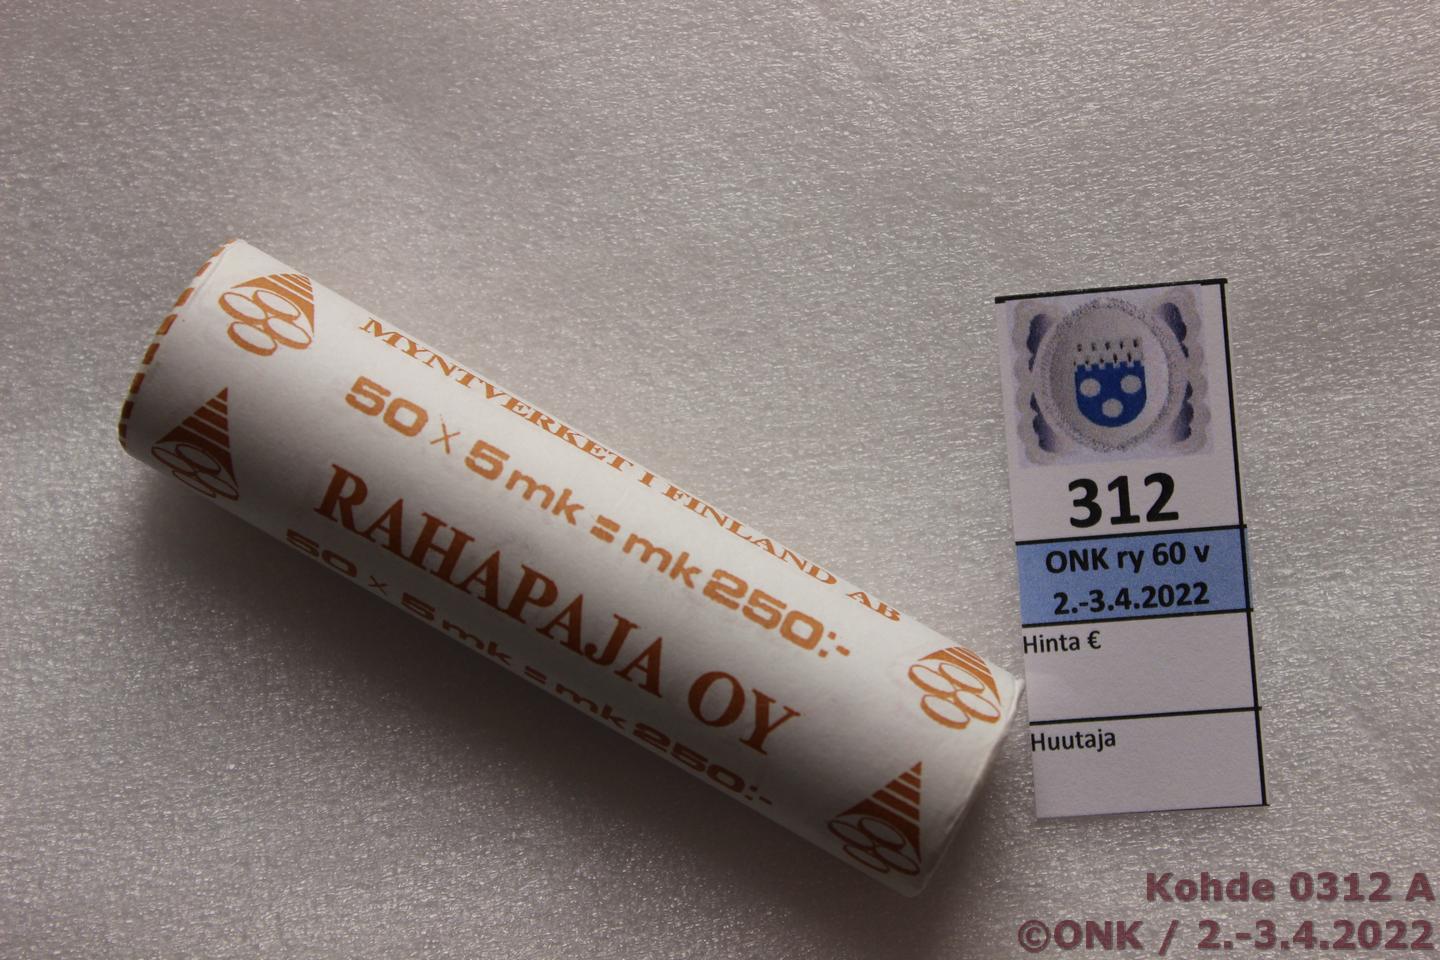 MYNTVERKET I FINLAND AB
50 x 5 mk = mk 250:-
RAHAPAJA OY
50 x 5 mk = mk 250:-
312
ONK ry 60 v
2.-3.4.2022
Hinta €
Huutaja
Kohde 0312 A
©ONK / 2.-3.4.2022